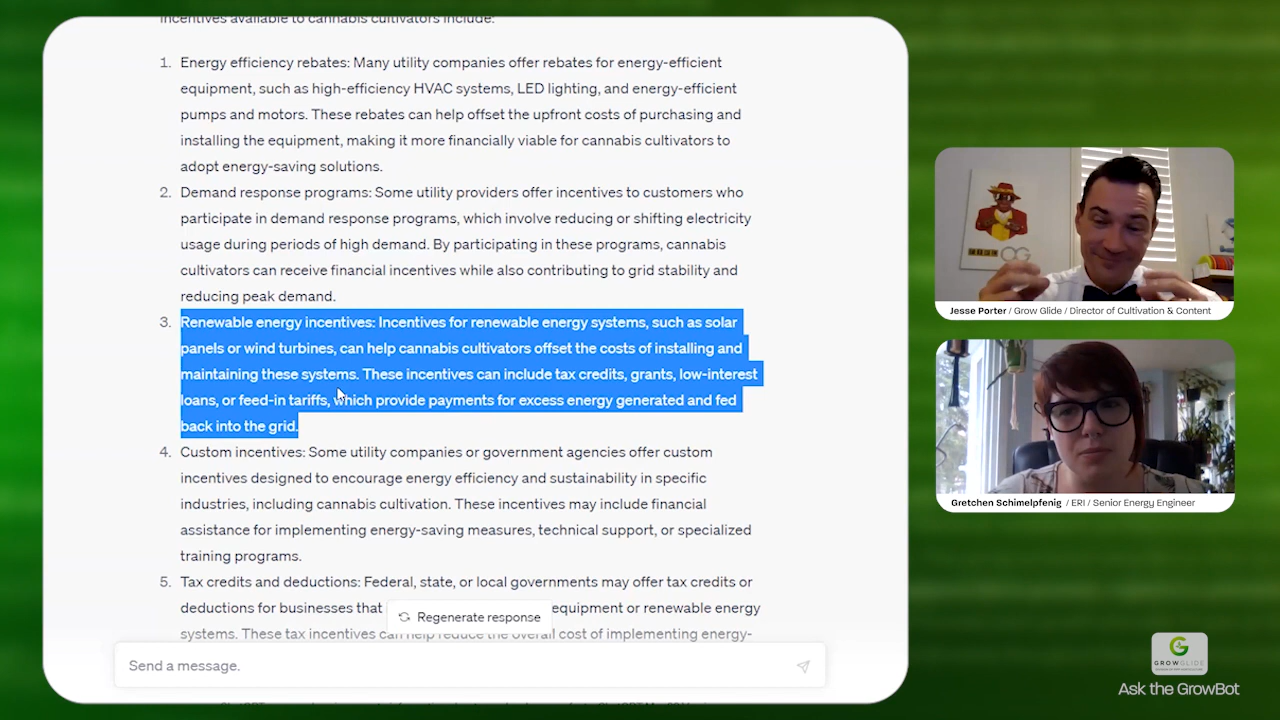 incentives available to cannabis cultivators include:
1. Energy efficiency rebates: Many utility companies offer rebates for energy-efficient
equipment, such as high-efficiency HVAC systems, LED lighting, and energy-efficient
pumps and motors. These rebates can help offset the upfront costs of purchasing and
installing the equipment, making it more financially viable for cannabis cultivators to
adopt energy-saving solutions.
2. Demand response programs: Some utility providers offer incentives to customers who
participate in demand response programs, which involve reducing or shifting electricity
usage during periods of high demand. By participating in these programs, cannabis
cultivators can receive financial incentives while also contributing to grid stability and
reducing peak demand.
3. Renewable energy incentives: Incentives for renewable energy systems, such as solar
panels or wind turbines, can help cannabis cultivators offset the costs of installing and
maintaining these systems. These incentives can include tax credits, grants, low-interest
loans, or feed-in tariffs, which provide payments for excess energy generated and fed
back into the grid.
4. Custom incentives: Some utility companies or government agencies offer custom
incentives designed to encourage energy efficiency and sustainability in specific
industries, including cannabis cultivation. These incentives may include financial
assistance for implementing energy-saving measures, technical support, or specialized
training programs.
5. Tax credits and deductions: Federal, state, or local governments may offer tax credits or
deductions for businesses that equipment or renewable energy
Regenerate response
systems. These tax incentives can help reduce the overall cost of implementing energy-
Send a message.
OG
Jesse Porter / Grow Glide / Director of Cultivation & Content
Gretchen Schimelpfenig / ERI / Senior Energy Engineer
G
GROWGLIDE
Ask the GrowBot